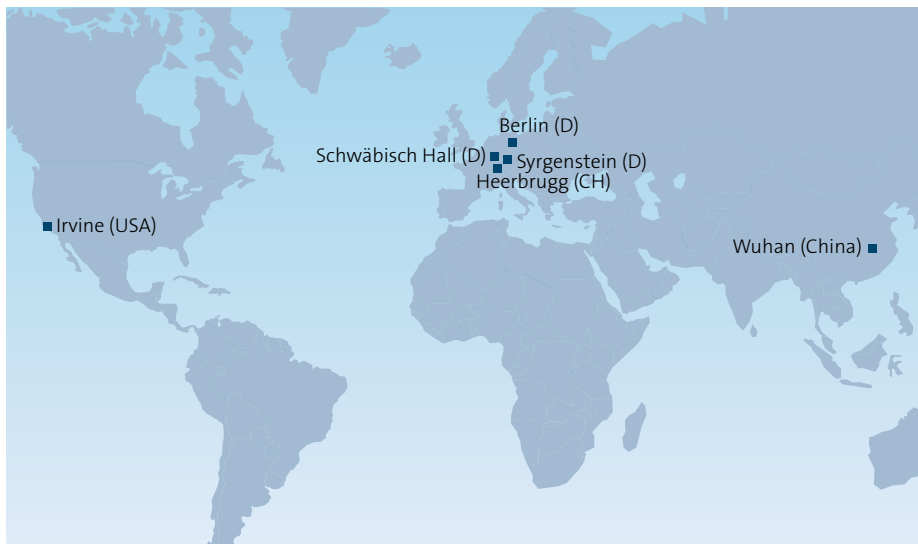 Berlin (D)
Schwäbisch Hall (D)
Syrgenstein (D)
Heerbrugg (CH)
Irvine (USA)
Wuhan (China)